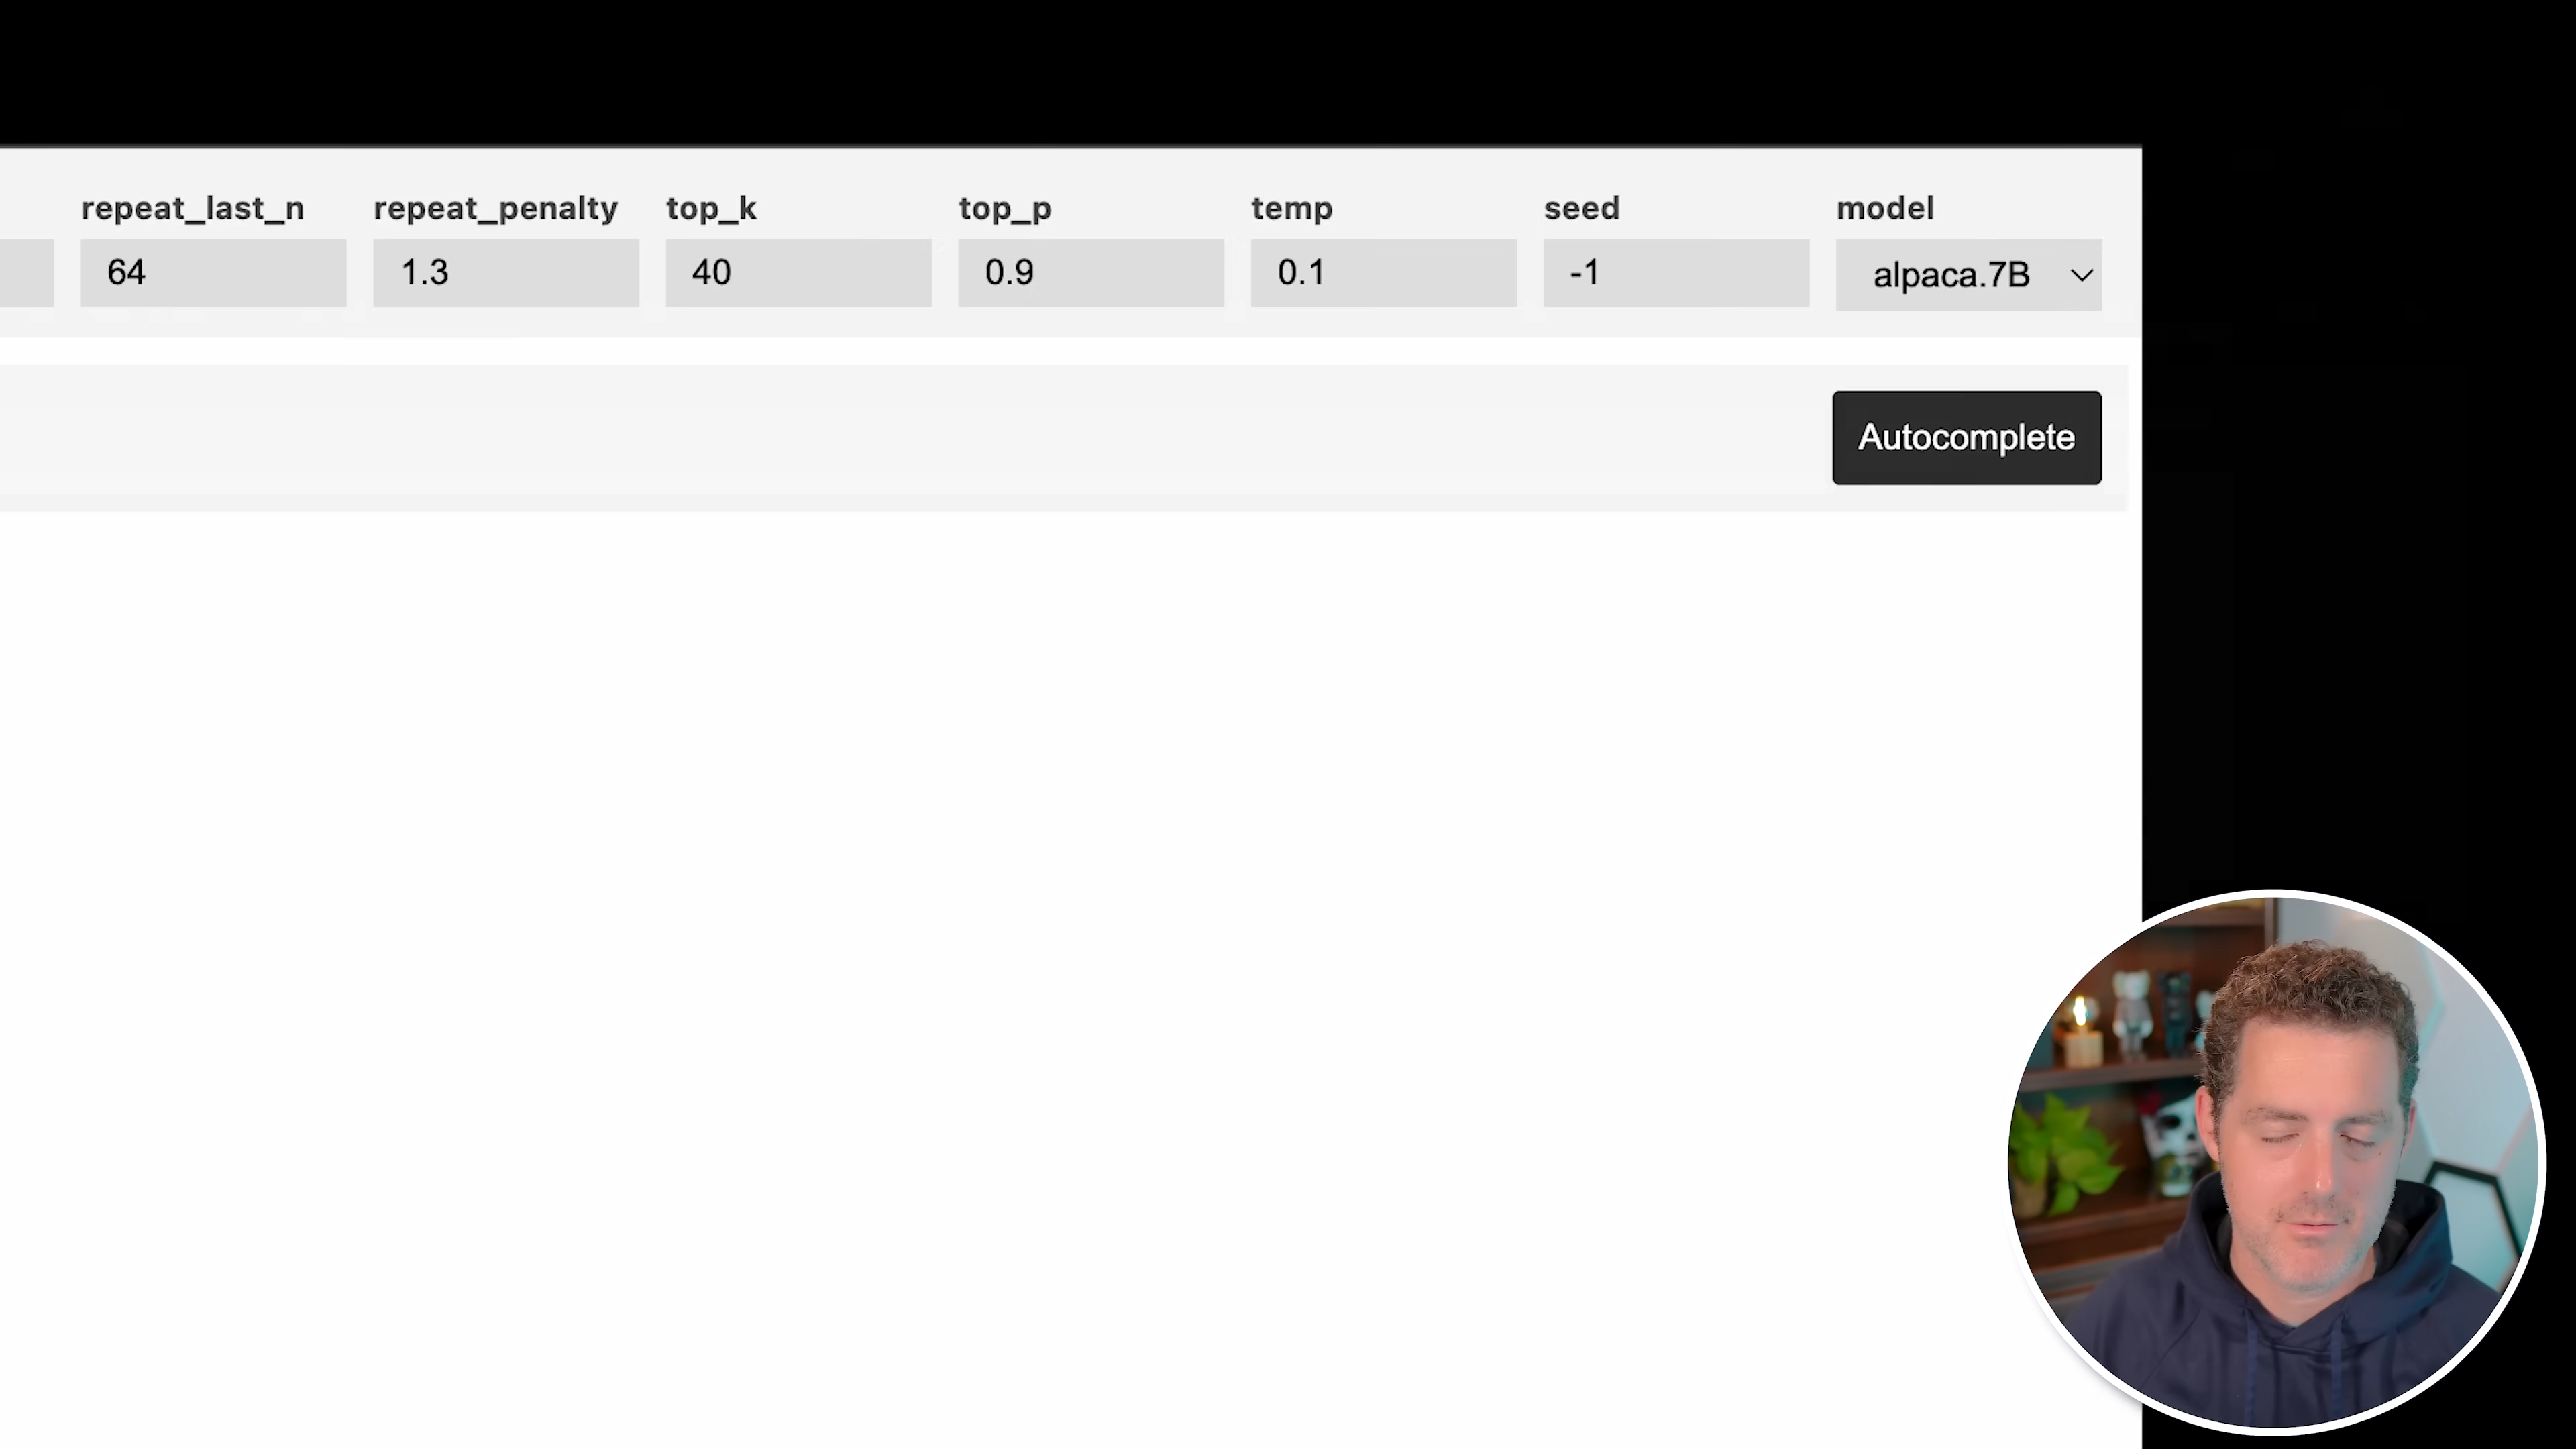 repeat_last_n repeat_penalty top_k top_p temp seed model
64 1.3 40 0.9 0.1 -1 alpaca.7B
Autocomplete